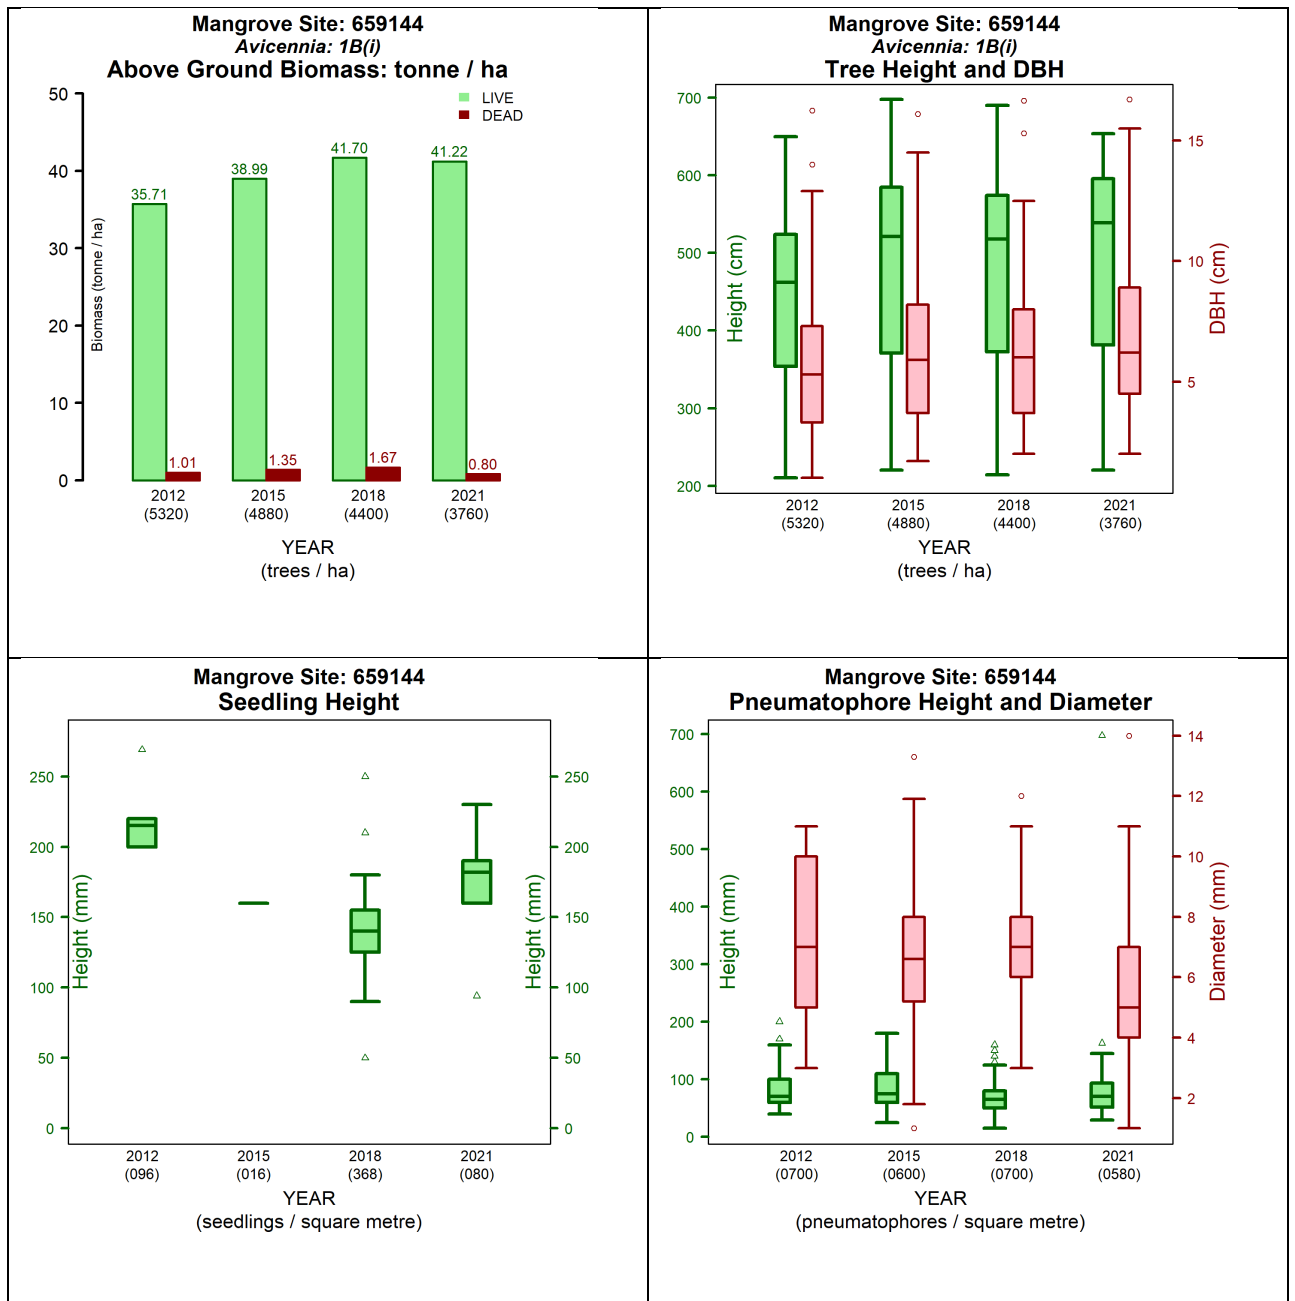 Mangrove Site: 659144
Avicennia: 1B(i)
Above Ground Biomass: tonne / ha
LIVE
DEAD
50
40
30
20
10
0
Biomass (tonne / ha)
35.71
38.99
41.70
41.22
1.01
1.35
1.67
0.80
2012 2015 2018 2021
(5320) (4880) (4400) (3760)
YEAR
(trees / ha)
Mangrove Site: 659144
Avicennia: 1B(i)
Tree Height and DBH
700
600
500
400
300
200
Height (cm)
15
10
5
DBH (cm)
2012 2015 2018 2021
(5320) (4880) (4400) (3760)
YEAR
(trees / ha)
Mangrove Site: 659144
Seedling Height
250
200
150
100
50
0
Height (mm)
250
200
150
100
50
0
Height (mm)
2012 2015 2018 2021
(096) (016) (368) (080)
YEAR
(seedlings / square metre)
Mangrove Site: 659144
Pneumatophore Height and Diameter
700
600
500
400
300
200
100
0
Height (mm)
14
12
10
8
6
4
2
Diameter (mm)
2012 2015 2018 2021
(0700) (0600) (0700) (0580)
YEAR
(pneumatophores / square metre)